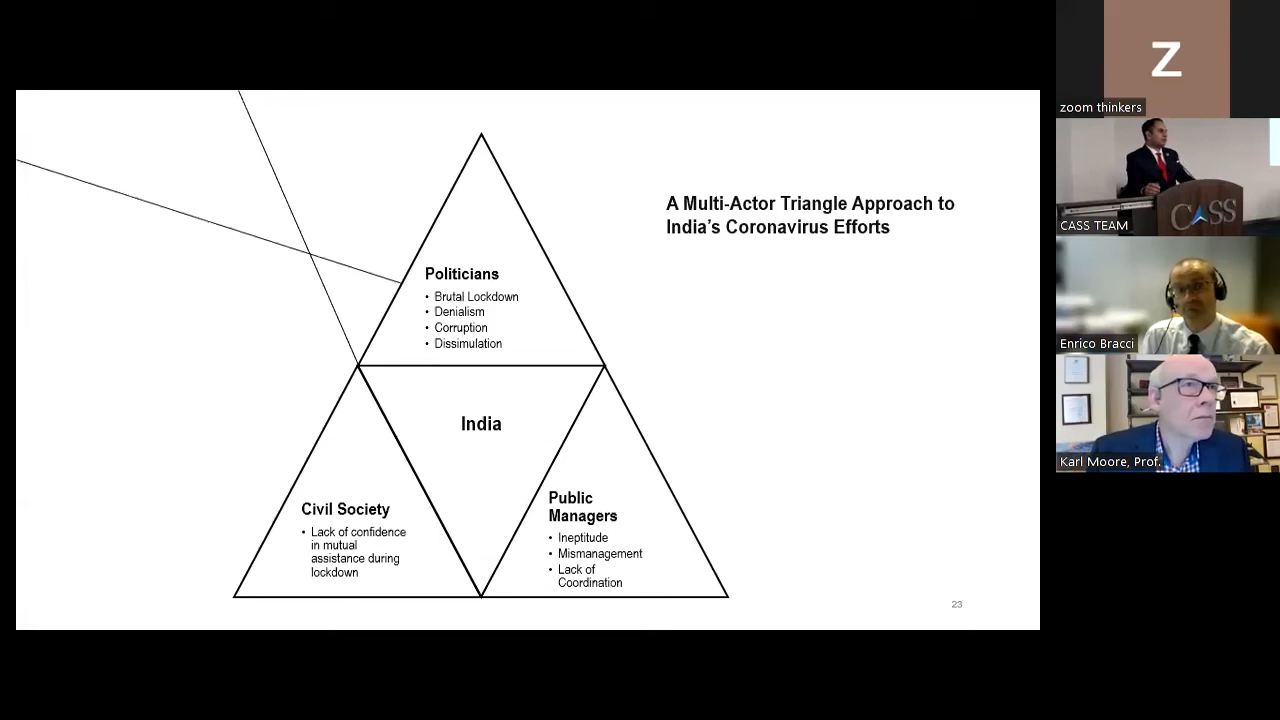 A Multi-Actor Triangle Approach to
India’s Coronavirus Efforts
Politicians
• Brutal Lockdown
• Denialism
• Corruption
• Dissimulation
India
Civil Society
• Lack of confidence
in mutual
assistance during
lockdown
Public
Managers
• Ineptitude
• Mismanagement
• Lack of
Coordination
23
Z
zoom thinkers
CASS
CASS TEAM
Enrico Bracci
Karl Moore, Prof.